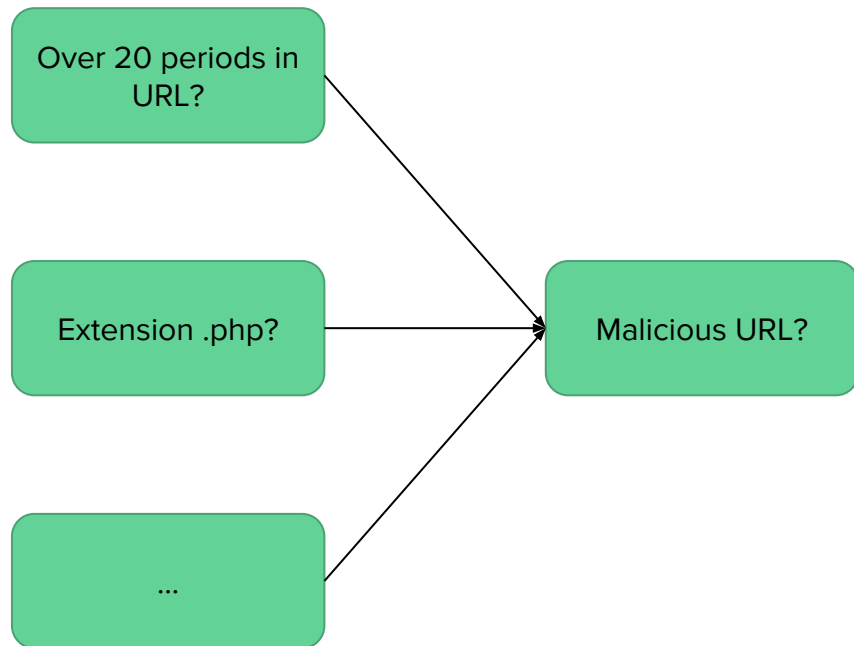 Over 20 periods in
URL?
Extension .php?
Malicious URL?
...